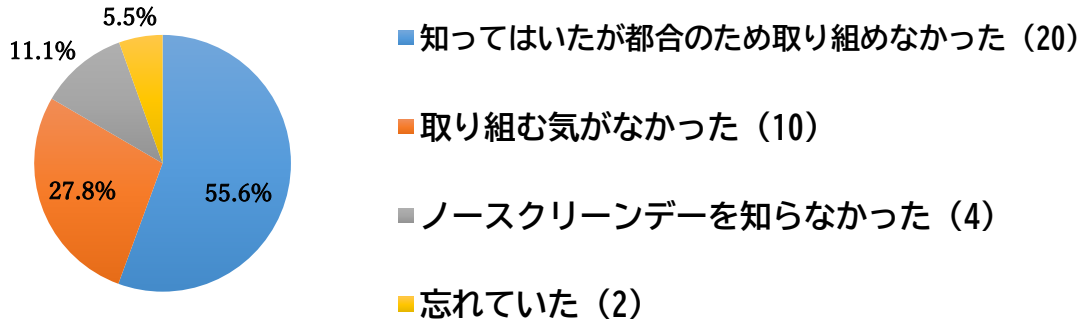 5.5%
11.1%
27.8%
55.6%
知ってはいたが都合のため取り組めなかった（20）
取り組む気がなかった（10）
ノースクリーンデーを知らなかった（4）
忘れていた（2）